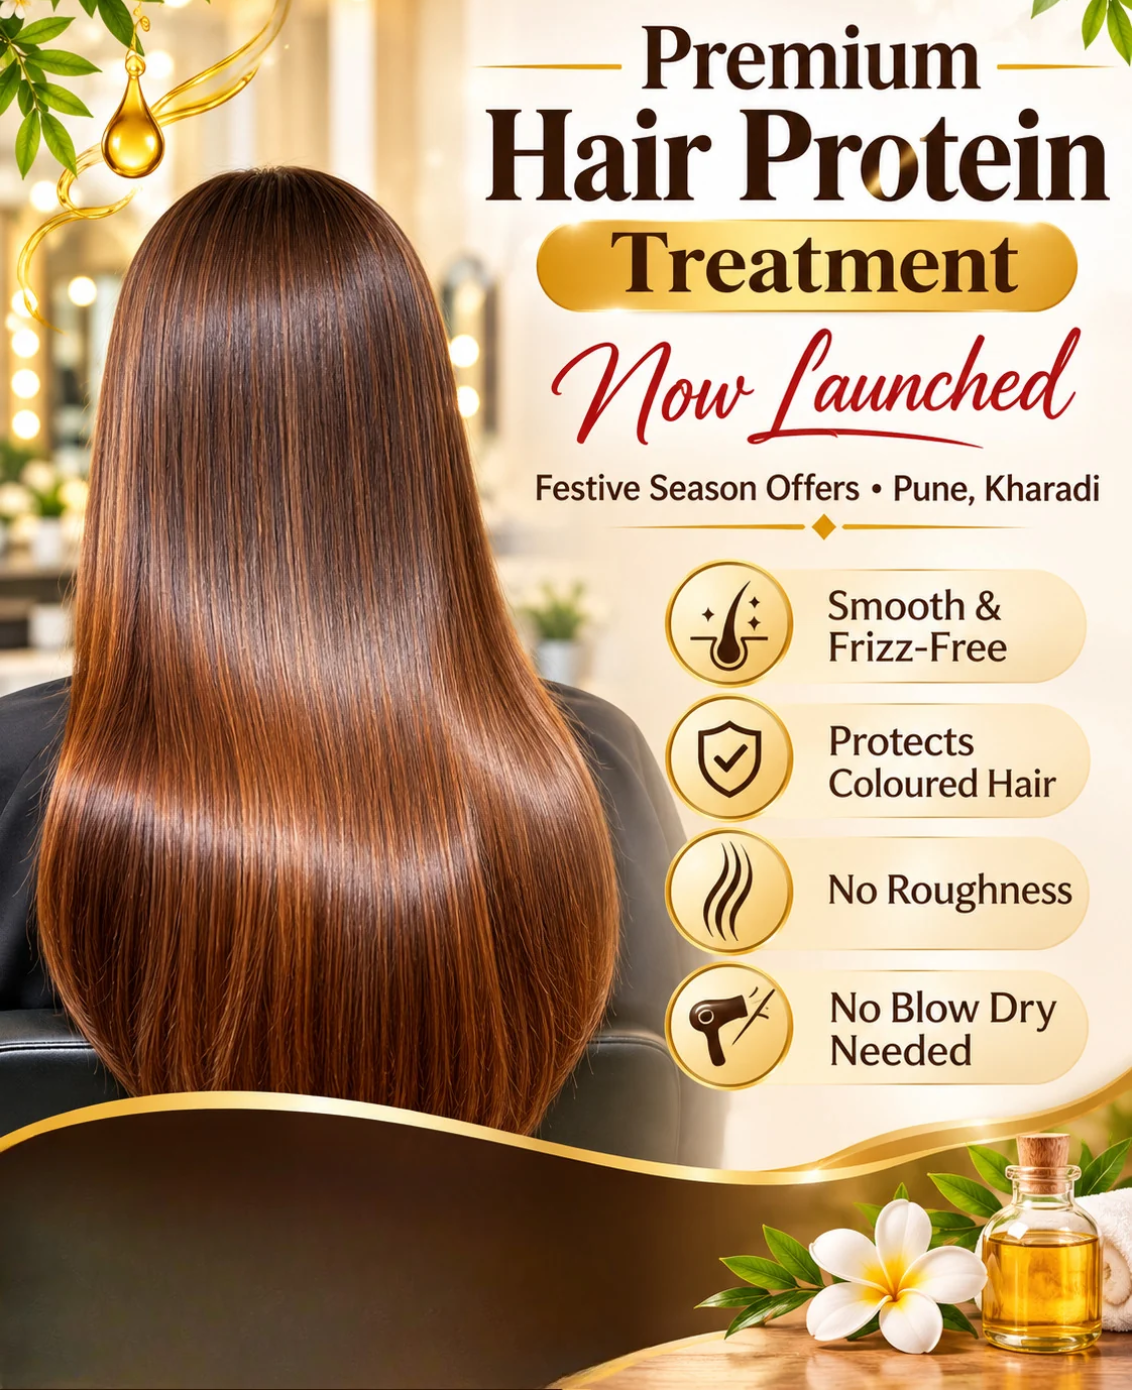 Premium
Hair Protein
Treatment
Now Launched
Festive Season Offers • Pune, Kharadi
Smooth &
Frizz-Free
Protects
Coloured Hair
No Roughness
No Blow Dry
Needed